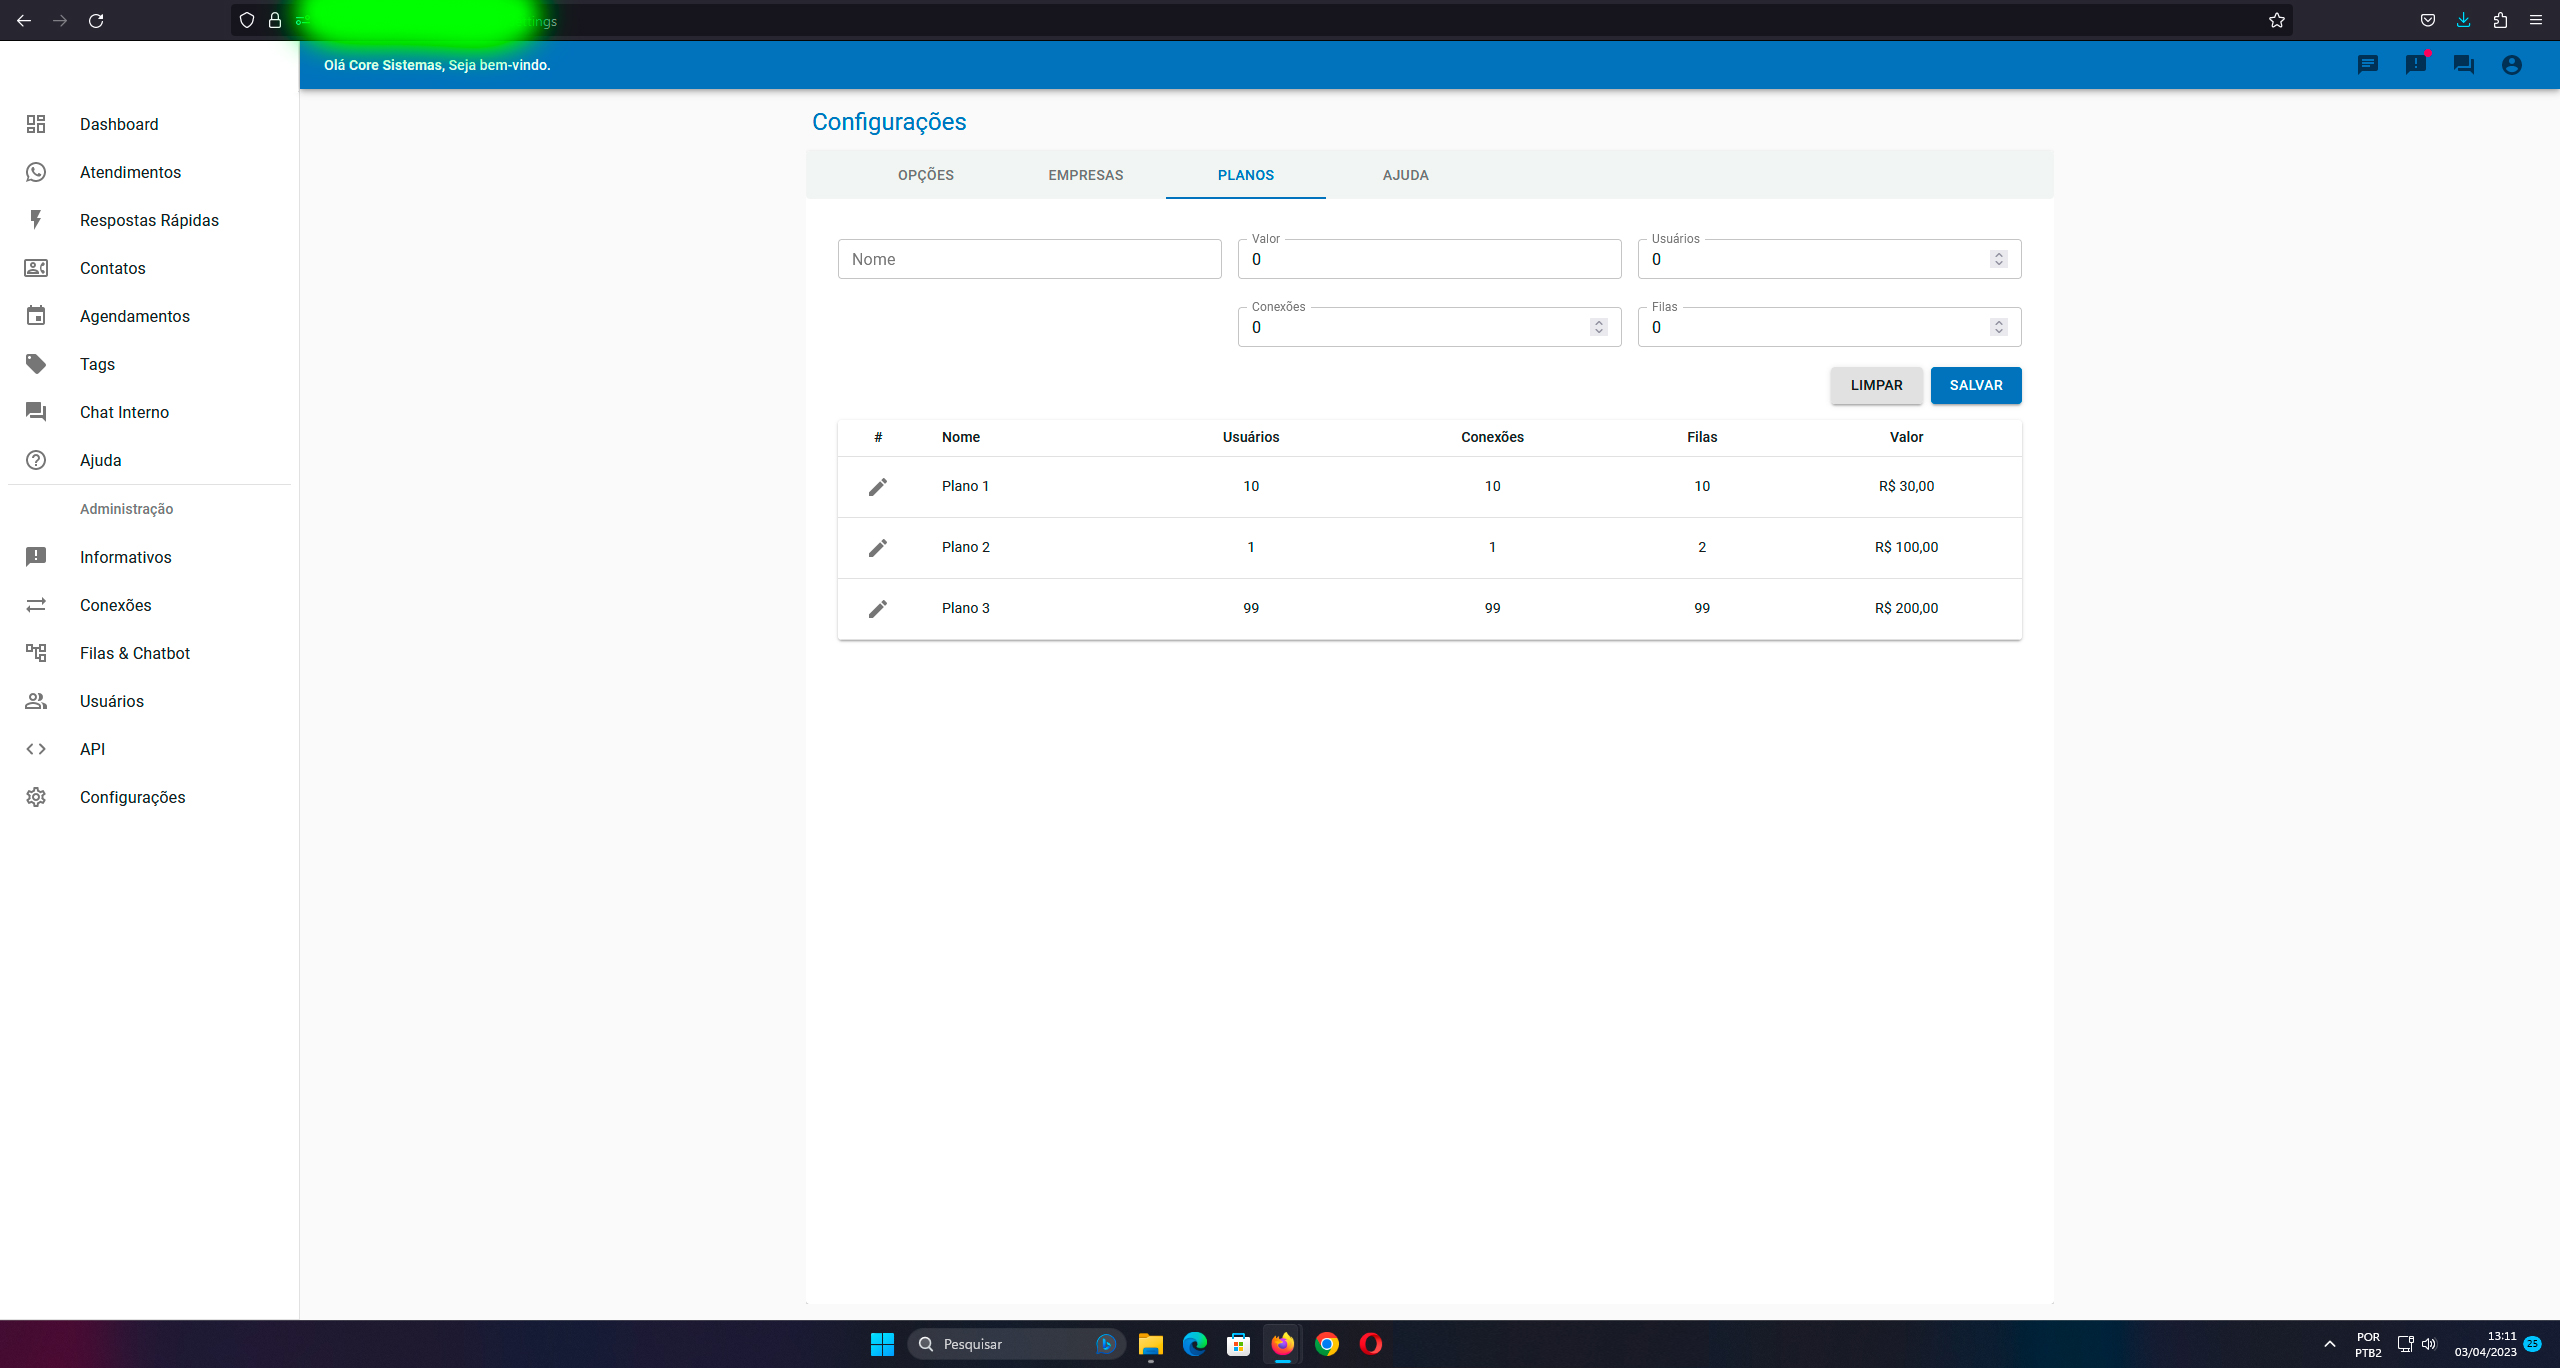 Olá Core Sistemas, Seja bem-vindo.
Dashboard
Atendimentos
Respostas Rápidas
Contatos
Agendamentos
Tags
Chat Interno
Ajuda
Administração
Informativos
Conexões
Filas & Chatbot
Usuários
API
Configurações
Configurações
OPÇÕES EMPRESAS PLANOS AJUDA
Nome
Valor
0
Usuários
0
Conexões
0
Filas
0
LIMPAR SALVAR
# Nome Usuários Conexões Filas Valor
Plano 1 10 10 10 R$ 30,00
Plano 2 1 1 2 R$ 100,00
Plano 3 99 99 99 R$ 200,00
Pesquisar
POR
PTB2
13:11
03/04/2023
25